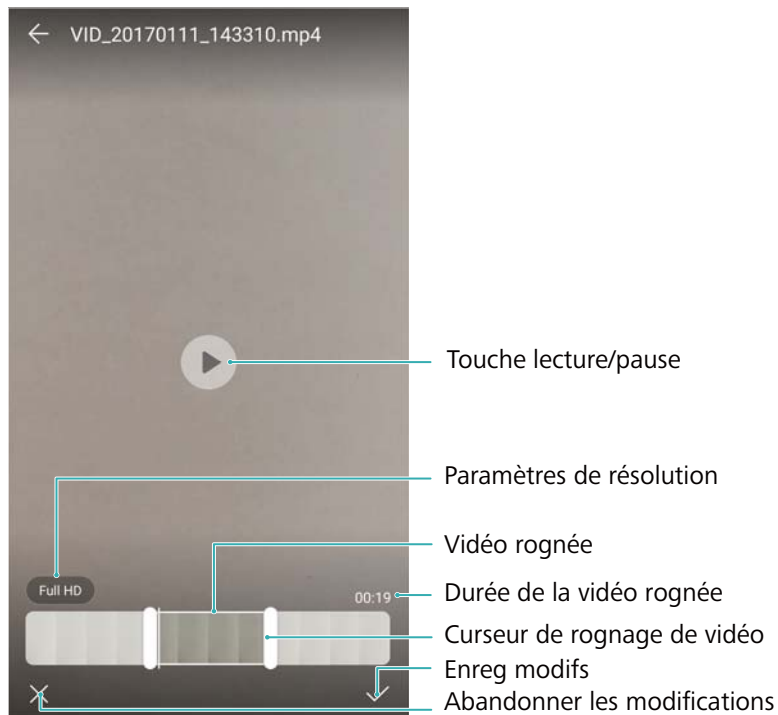 VID_20170111_143310.mp4
Touche lecture/pause
Paramètres de résolution
Vidéo rognée
Full HD
00:19
Durée de la vidéo rognée
Curseur de rognage de vidéo
Enreg modifs
Abandonner les modifications